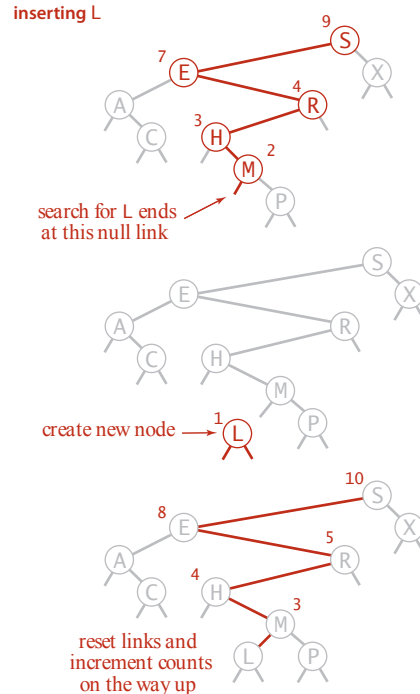 inserting L
9
S
7
E
X
4
A
R
3
C
H
2
M
P
search for L ends
at this null link
S
E
X
A
R
C
H
M
P
create new node
1
L
10
S
8
E
X
5
A
R
4
C
H
3
M
L
P
reset links and
increment counts
on the way up